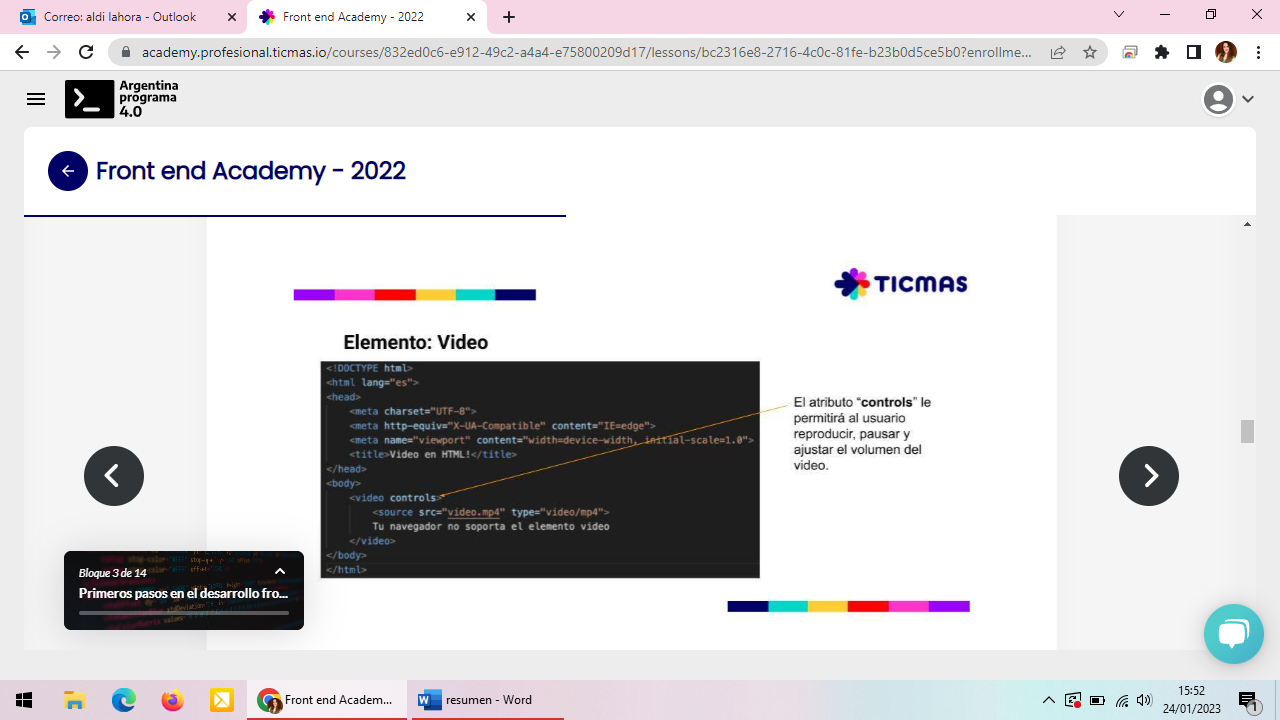 Correo: aldi lahora - Outlook
Front end Academy - 2022
academy.profesional.ticmas.io/courses/832ed0c6-e912-49c2-a4a4-e75800209d17/lessons/bc2316e8-2716-4c0c-81fe-b23b0d5ce5b0?enrollme...
Argentina
programa
4.0
Front end Academy - 2022
TICMAS
Elemento: Video
<!DOCTYPE html>
<html lang="es">
<head>
<meta charset="UTF-8">
<meta http-equiv="X-UA-Compatible" content="IE=edge">
<meta name="viewport" content="width=device-width, initial-scale=1.0">
<title>Video en HTML!</title>
</head>
<body>
<video controls>
<source src="video.mp4" type="video/mp4">
Tu navegador no soporta el elemento video
</video>
</body>
</html>
El atributo “controls” le
permitirá al usuario
reproducir, pausar y
ajustar el volumen del
video.
Bloque 3 de 14
Primeros pasos en el desarrollo fro...
Front end Academ...
resumen - Word
15:52
24/01/2023
1